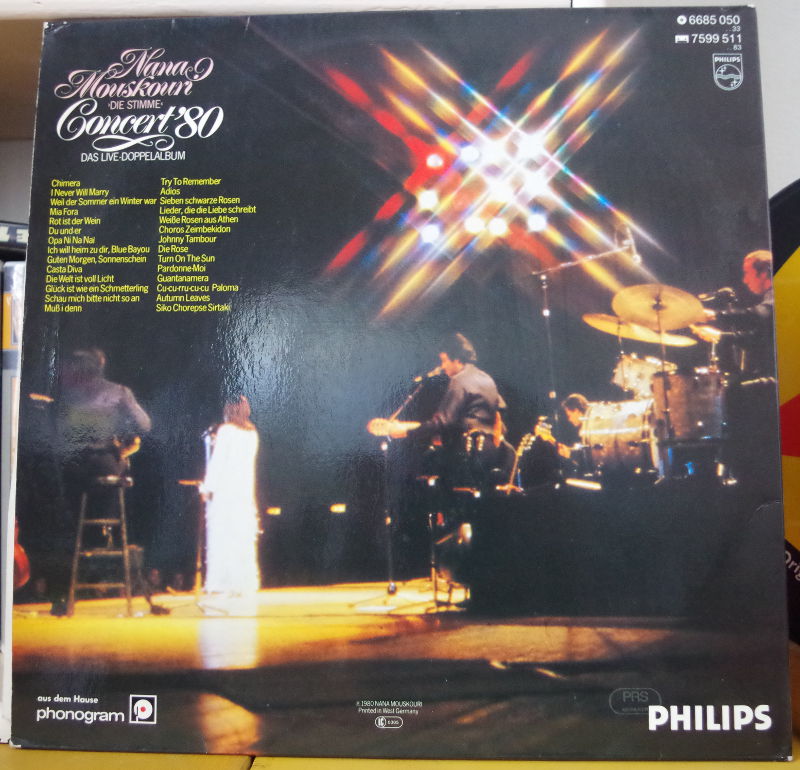 6685 050
.. 33
7599 511
.. 83
PHILIPS
Nana
Mouskouri
›DIE STIMME‹
Concert '80
DAS LIVE-DOPPELALBUM
Chimera
I Never Will Marry
Weil der Sommer ein Winter war
Mia Fora
Rot ist der Wein
Du und er
Opa Ni Na Nai
Ich will heim zu dir, Blue Bayou
Guten Morgen, Sonnenschein
Casta Diva
Die Welt ist voll Licht
Glück ist wie ein Schmetterling
Schau mich bitte nicht so an
Muß i denn
Try To Remember
Adios
Sieben schwarze Rosen
Lieder, die die Liebe schreibt
Weiße Rosen aus Athen
Choros Zeimbekidon
Johnny Tambour
Die Rose
Turn On The Sun
Pardonne-Moi
Guantanamera
Cu-cu-rru-cu-cu Paloma
Autumn Leaves
Siko Chorepse Sirtaki
aus dem Hause
phonogram
℗ 1980 NANA MOUSKOURI
Printed in West Germany
LC 0305
PRS
PHILIPS